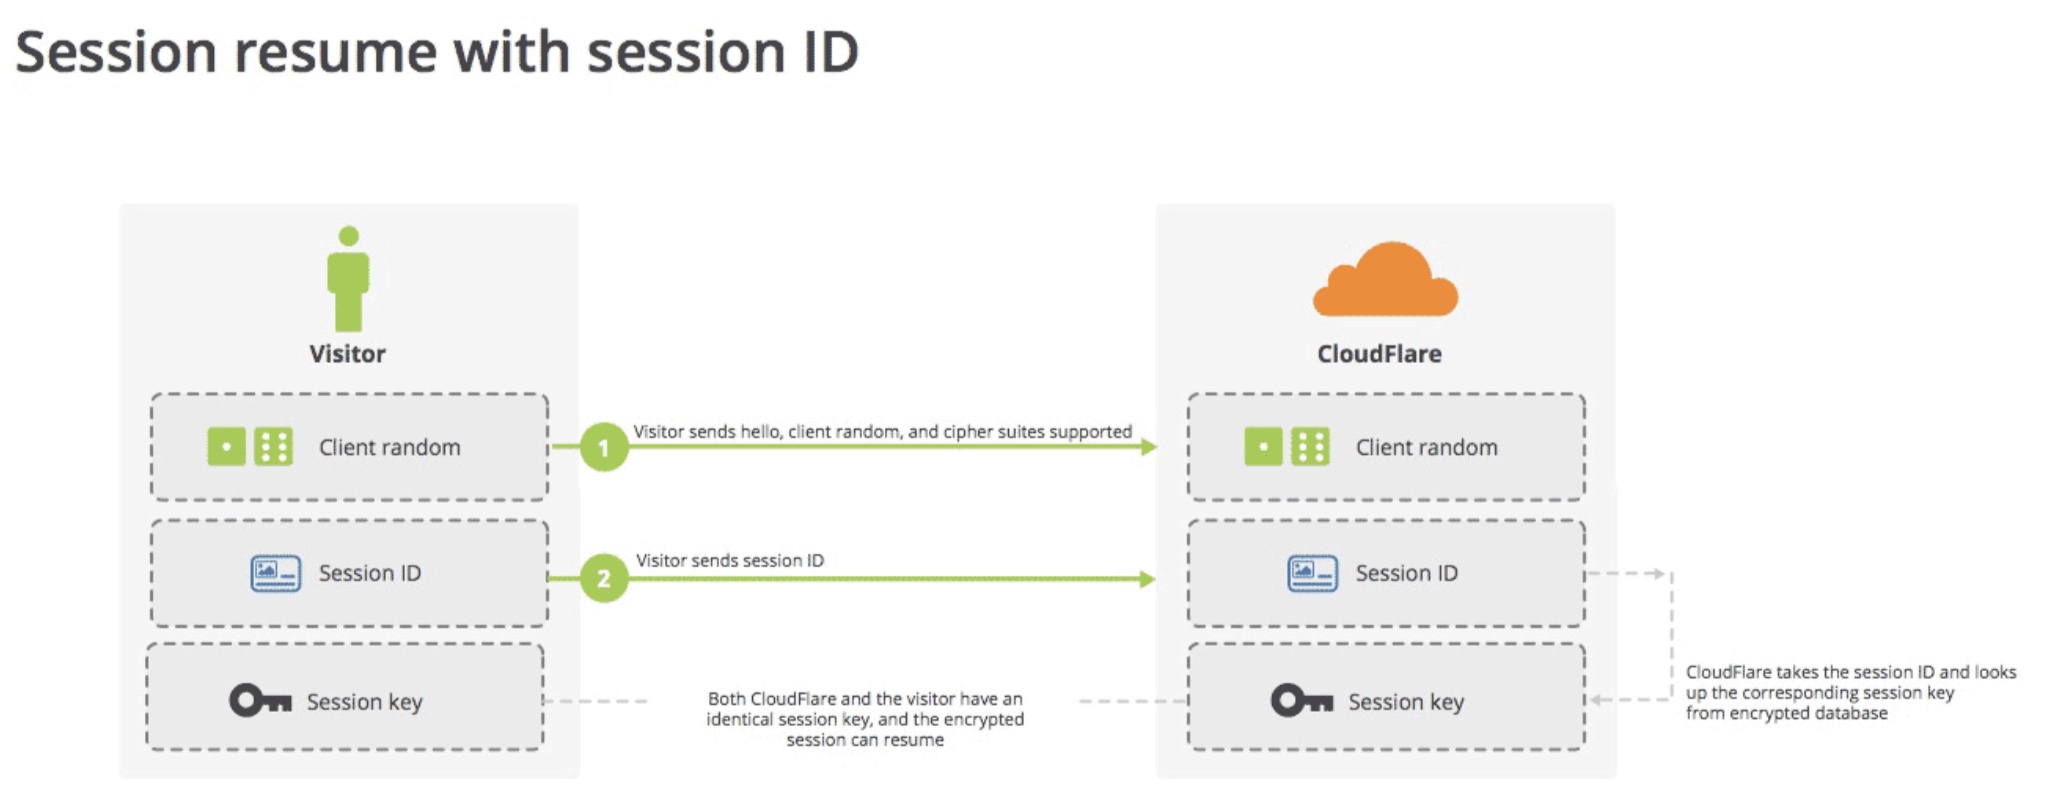 Session resume with session ID
Visitor
CloudFlare
Client random
1
Visitor sends hello, client random, and cipher suites supported
Client random
Session ID
2
Visitor sends session ID
Session ID
Session key
Both CloudFlare and the visitor have an
identical session key, and the encrypted
session can resume
Session key
CloudFlare takes the session ID and looks
up the corresponding session key
from encrypted database